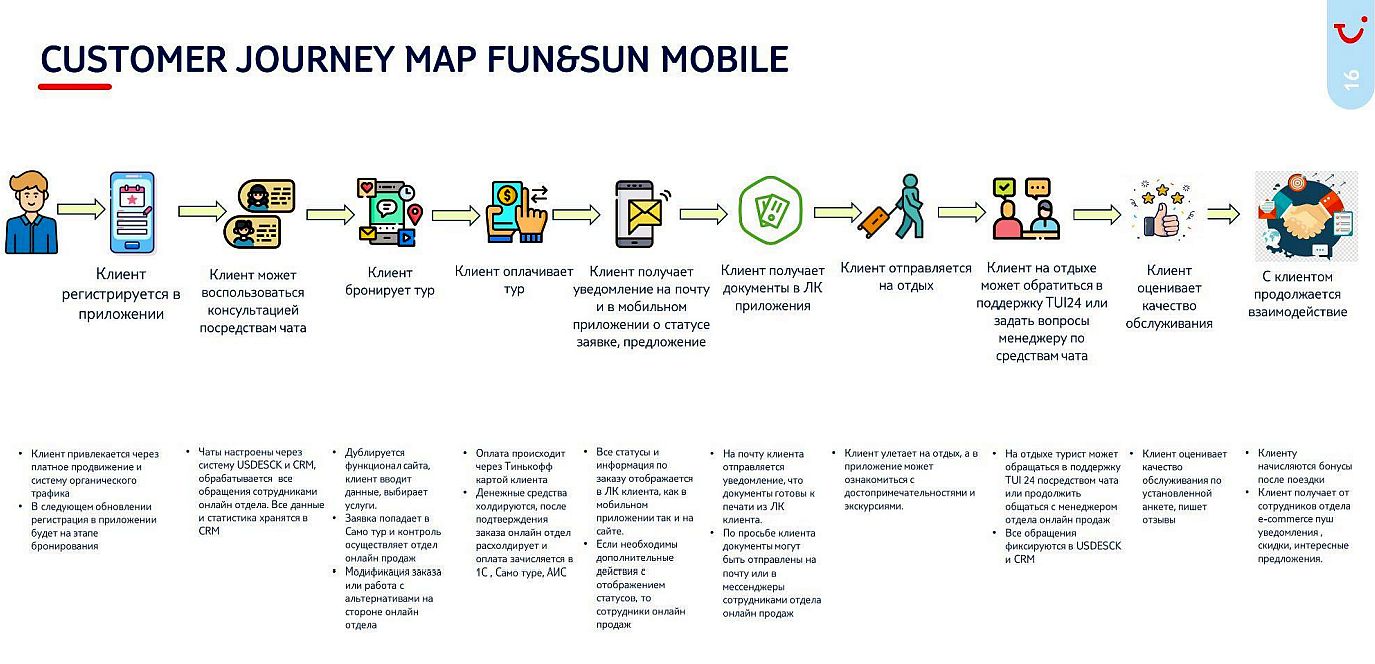 CUSTOMER JOURNEY MAP FUN&SUN MOBILE
16
Клиент
регистрируется в
приложении
Клиент может
воспользоваться
консультацией
посредствам чата
Клиент
бронирует тур
Клиент оплачивает
тур
Клиент получает
уведомление на почту
и в мобильном
приложении о статусе
заявке, предложение
Клиент получает
документы в ЛК
приложения
Клиент отправляется
на отдых
Клиент на отдыхе
может обратиться в
поддержку TUI24 или
задать вопросы
менеджеру по
средствам чата
Клиент
оценивает
качество
обслуживания
С клиентом
продолжается
взаимодействие
• Клиент привлекается через
платное продвижение и
систему органического
трафика
• В следующем обновлении
регистрация в приложении
будет на этапе
бронирования
• Чаты настроены через
систему USDESCK и CRM,
обрабатывается все
обращения сотрудниками
онлайн отдела. Все данные
и статистика хранятся в
CRM
• Дублируется
функционал сайта,
клиент вводит
данные, выбирает
услуги.
• Заявка попадает в
Само тур и контроль
осуществляет отдел
онлайн продаж
• Модификация заказа
или работа с
альтернативами на
стороне онлайн
отдела
• Оплата происходит
через Тинькофф
картой клиента
• Денежные средства
холдируются, после
подтверждения
заказа онлайн отдел
расхолдирует и
оплата зачисляется в
1С , Само туре, АИС
• Все статусы и
информация по
заказу отображается
в ЛК клиента, как в
мобильном
приложении так и на
сайте.
• Если необходимы
дополнительные
действия с
отображением
статусов, то
сотрудники онлайн
продаж
• На почту клиента
отправляется
уведомление, что
документы готовы к
печати из ЛК
клиента.
• По просьбе клиента
документы могут
быть отправлены на
почту или в
мессенджеры
сотрудниками отдела
онлайн продаж
• Клиент улетает на отдых, а в
приложение может
ознакомиться с
достопримечательностями и
экскурсиями.
• На отдыхе турист может
обращаться в поддержку
TUI 24 посредством чата
или продолжить
общаться с менеджером
отдела онлайн продаж
• Все обращения
фиксируются в USDESCK
и CRM
• Клиент оценивает
качество
обслуживания по
установленной
анкете, пишет
отзывы
• Клиенту
начисляются бонусы
после поездки
• Клиент получает от
сотрудников отдела
e-commerce пуш
уведомления ,
скидки, интересные
предложения.